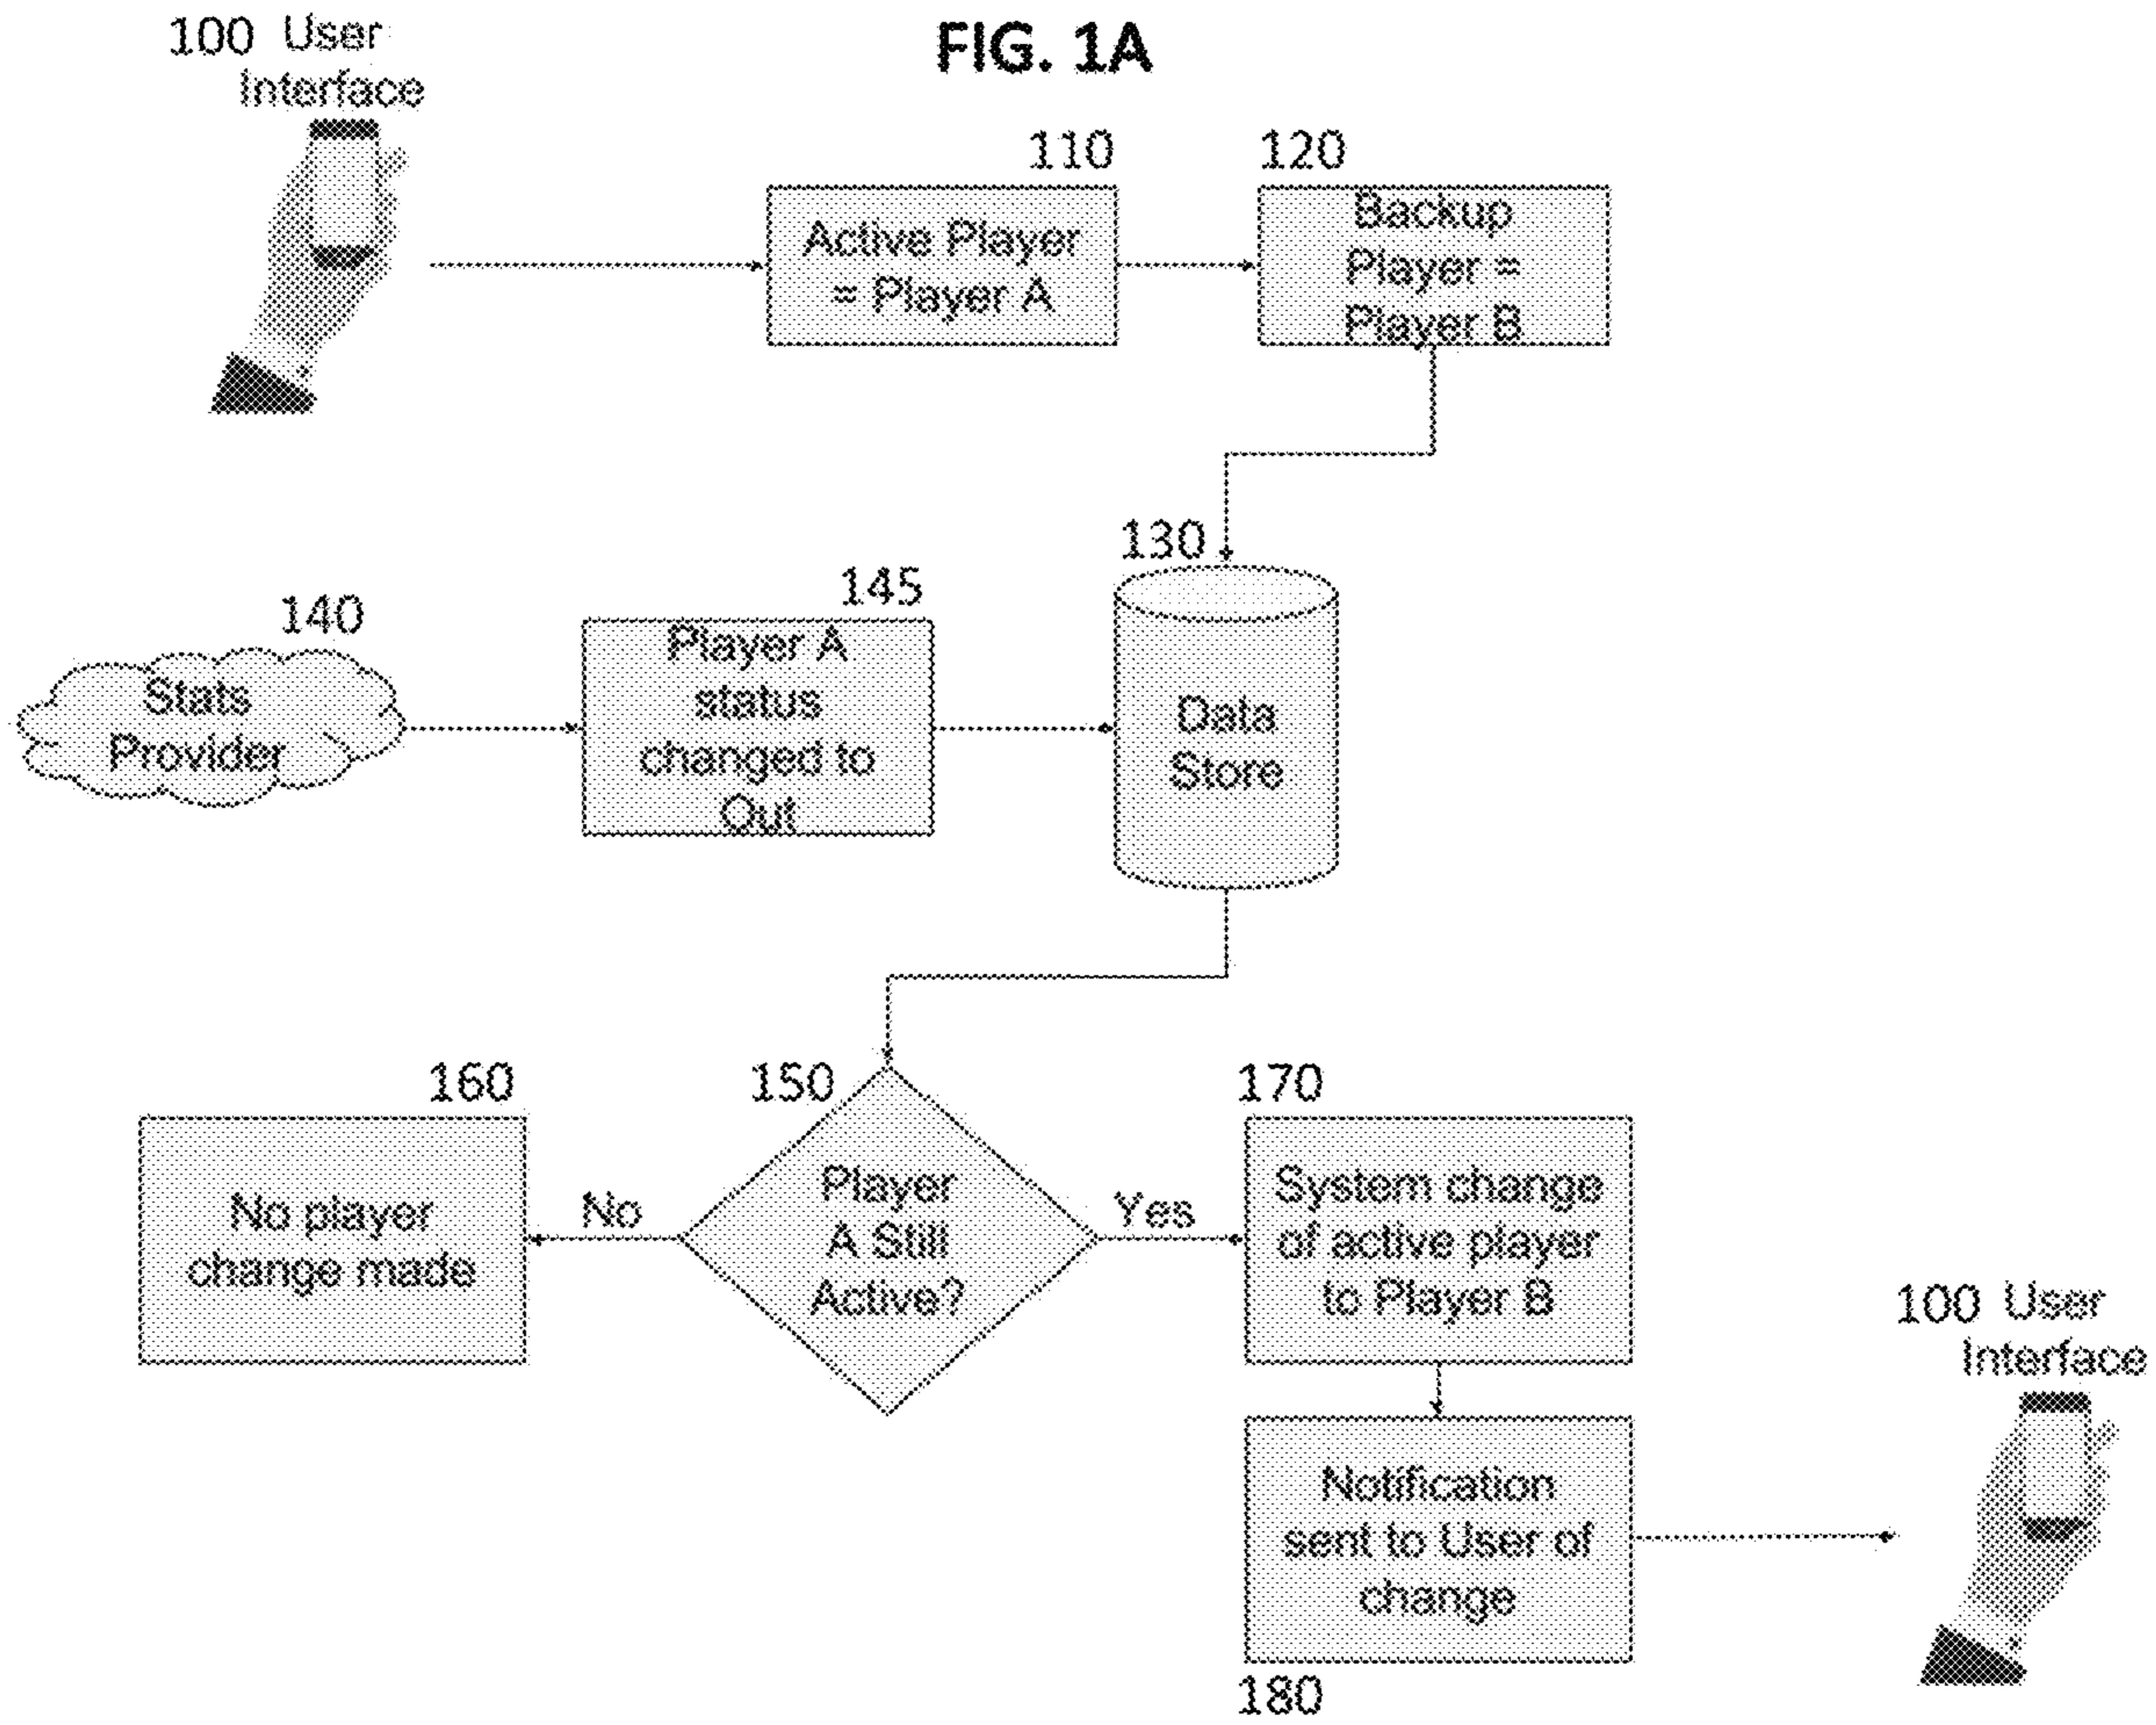 FIG. 1A
100 User
Interface
110
Active Player
= Player A
120
Backup
Player =
Player B
130
Data
Store
140
Stats
Provider
145
Player A
status
changed to
Out
150
Player
A Still
Active?
No
Yes
160
No player
change made
170
System change
of active player
to Player B
Notification
sent to User of
change
180
100 User
Interface